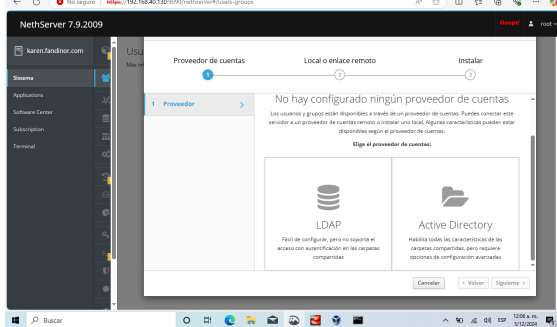 No seguro
https://192.168.40.130:9090/nethserver#/users-groups
NethServer 7.9.2009
root
karen.fandinor.com
Sistema
Applications
Software Center
Subscription
Terminal
Usu
Más in
Proveedor de cuentas
Local o enlace remoto
Instalar
1
2
3
1 Proveedor
No hay configurado ningún proveedor de cuentas
Los usuarios y grupos están disponibles a través de un proveedor de cuentas. Puedes conectar este
servidor a un proveedor de cuentas remoto o instalar uno local. Algunas características pueden estar
disponibles según el proveedor de cuentas.
Elige el proveedor de cuentas:
LDAP
Fácil de configurar, pero no soporta el
acceso con autentificación en las carpetas
compartidas
Active Directory
Habilita todas las características de las
carpetas compartidas, pero requiere
opciones de configuración avanzadas
Cancelar
< Volver
Siguiente >
Buscar
ESP
12:08 a. m.
5/12/2024